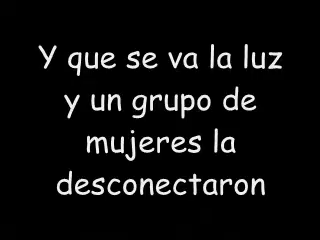 Y que se va la luz
y un grupo de
mujeres la
desconectaron